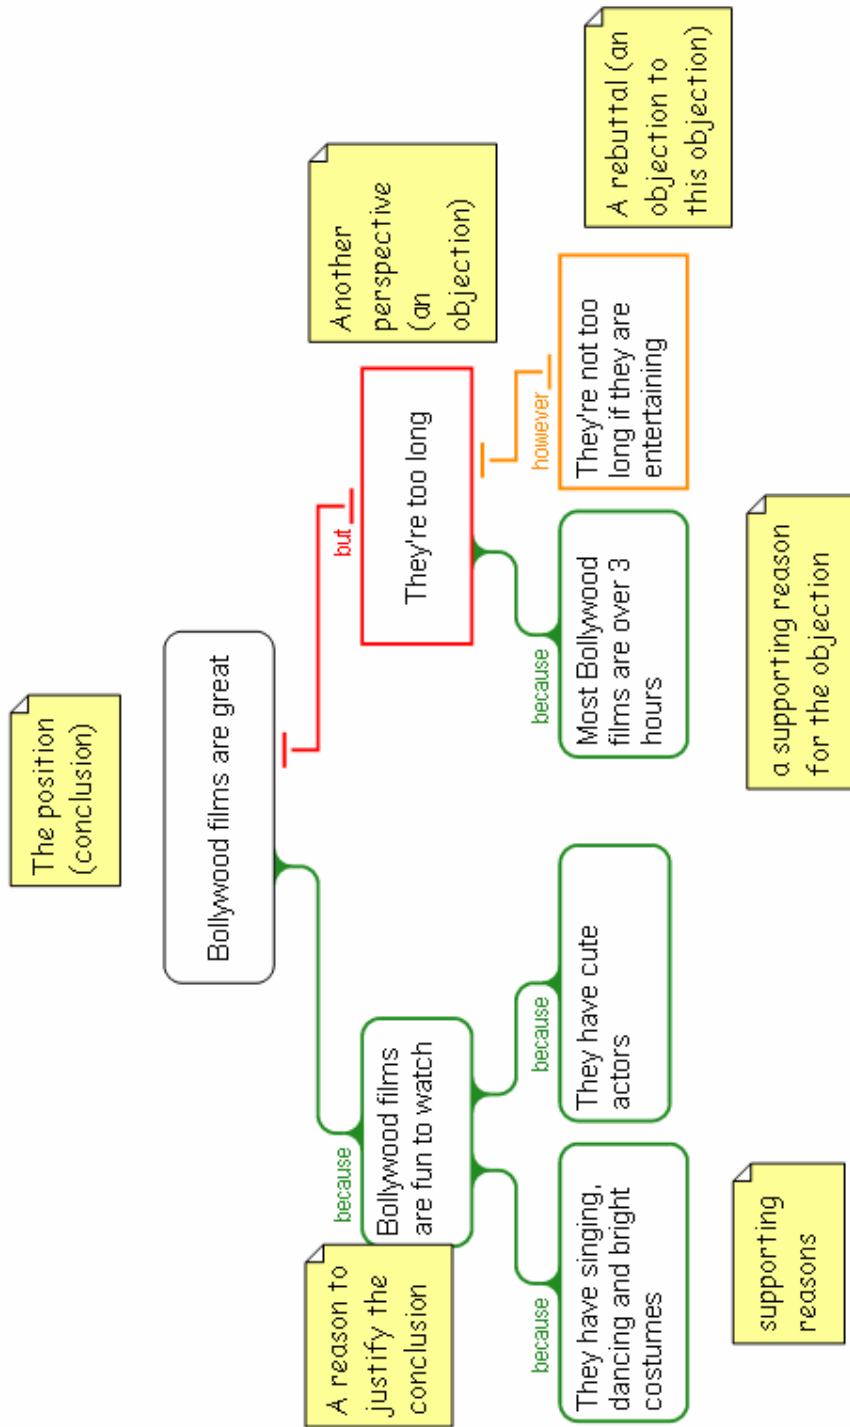 The position
(conclusion)
Bollywood films are great
because
but
A reason to
justify the
conclusion
Bollywood films
are fun to watch
They're too long
Another
perspective
(an
objection)
because
because
because
however
They have singing,
dancing and bright
costumes
They have cute
actors
Most Bollywood
films are over 3
hours
They're not too
long if they are
entertaining
A rebuttal (an
objection to
this objection)
supporting
reasons
a supporting reason
for the objection